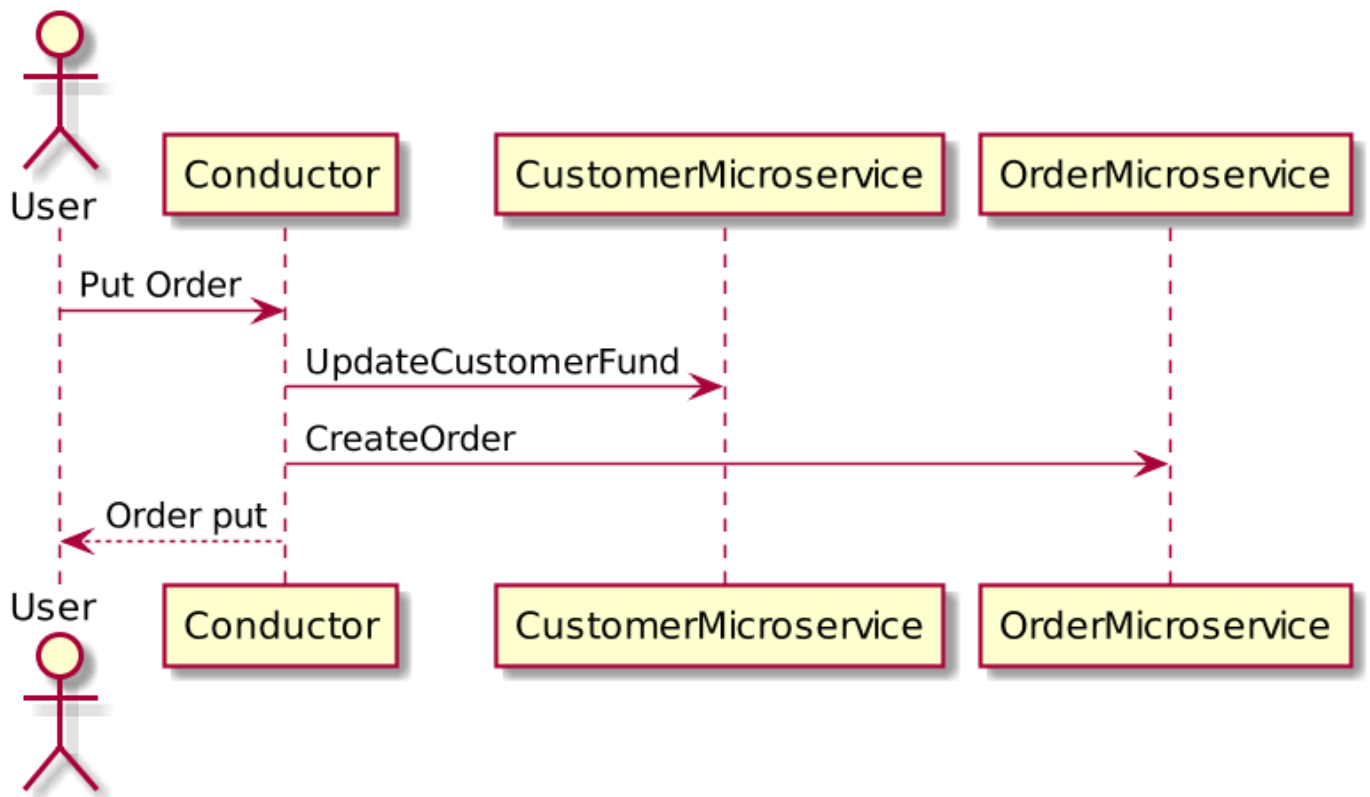 User
Conductor
CustomerMicroservice
OrderMicroservice
Put Order
UpdateCustomerFund
CreateOrder
Order put
User
Conductor
CustomerMicroservice
OrderMicroservice